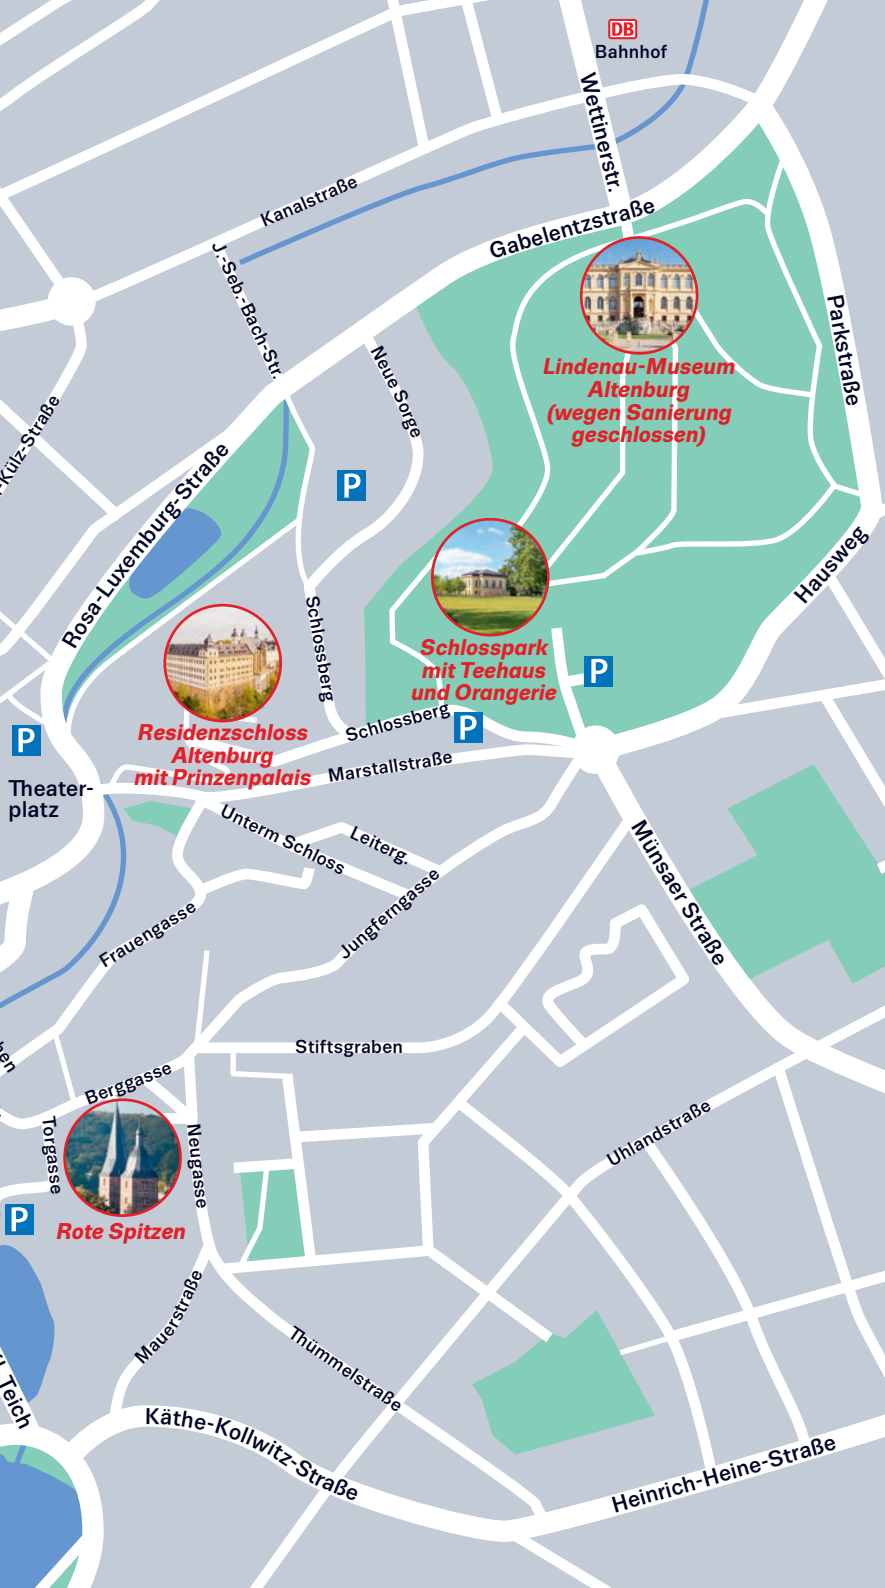 DB
Bahnhof
Wettinerstr.
Kanalstraße
Gabelentzstraße
J.-Seb.-Bach-Str.
Parkstraße
Neue Sorge
Lindenau-Museum
Altenburg
(wegen Sanierung
geschlossen)
-Külz-Straße
Rosa-Luxemburg-Straße
P
Hausweg
Schlossberg
Schlosspark
mit Teehaus
und Orangerie
P
Residenzschloss
Altenburg
mit Prinzenpalais
Schlossberg
P
P
Marstallstraße
Theater-
platz
Unterm Schloss
Leiterg.
Münsaer Straße
Jungferngasse
Frauengasse
Stiftsgraben
Berggasse
Torgasse
Neugasse
Uhlandstraße
P
Rote Spitzen
Mauerstraße
Thümmelstraße
Teich
Käthe-Kollwitz-Straße
Heinrich-Heine-Straße